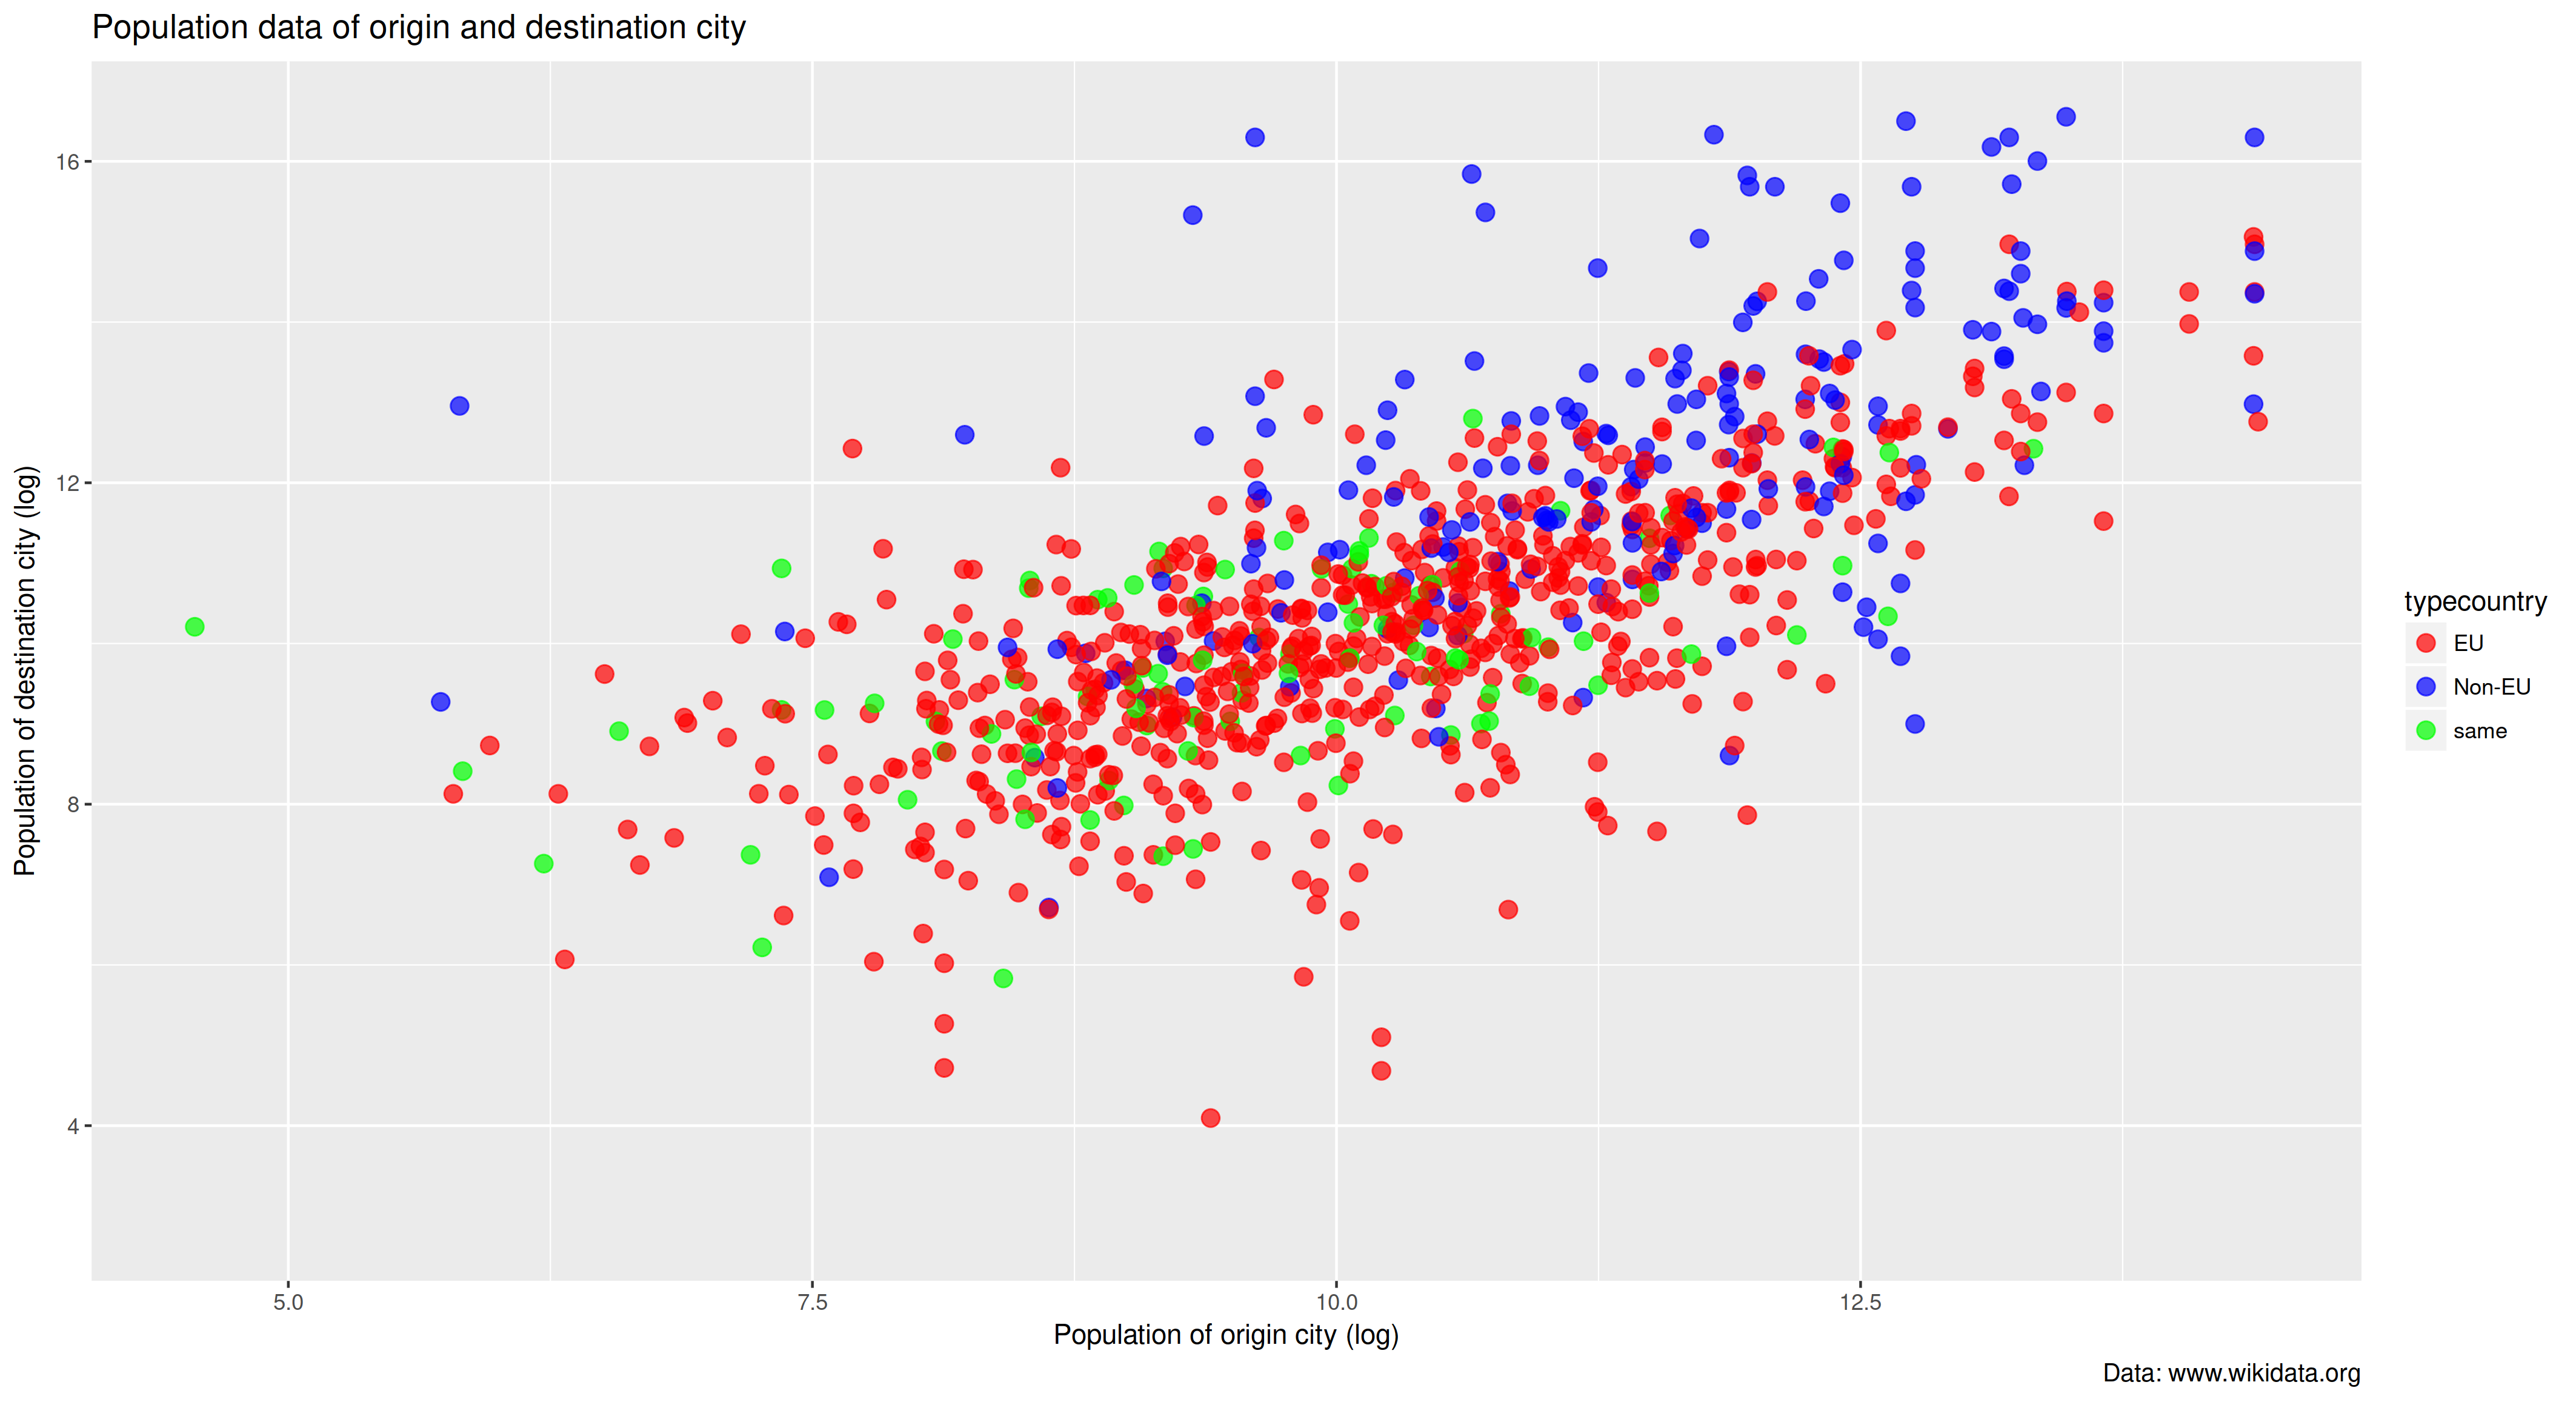 Population data of origin and destination city
Population of destination city (log)
16
12
8
4
5.0
7.5
10.0
12.5
Population of origin city (log)
typecountry
EU
Non-EU
same
Data: www.wikidata.org